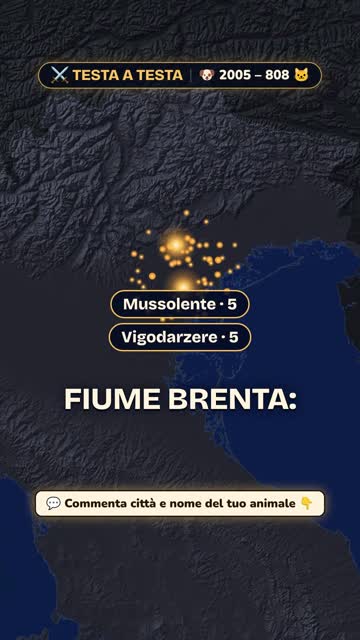 ⚔️ TESTA A TESTA | 🐶 2005 – 808 🐱
Mussolente · 5
Vigodarzere · 5
FIUME BRENTA:
💬 Commenta città e nome del tuo animale 👇